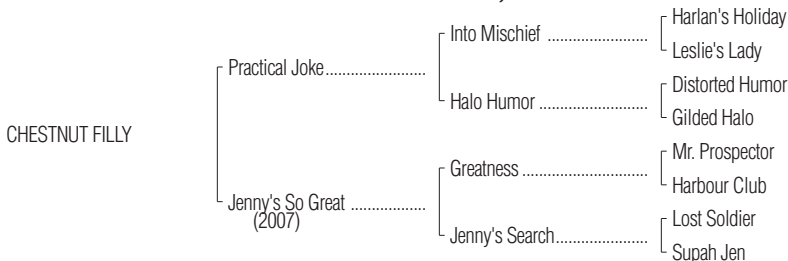 Harlan's Holiday
Into Mischief ..........................
Leslie's Lady
Practical Joke..........................
Distorted Humor
Halo Humor ............................
Gilded Halo
CHESTNUT FILLY
Mr. Prospector
Greatness ................................
Harbour Club
Jenny's So Great ...................
(2007)
Lost Soldier
Jenny's Search........................
Supah Jen